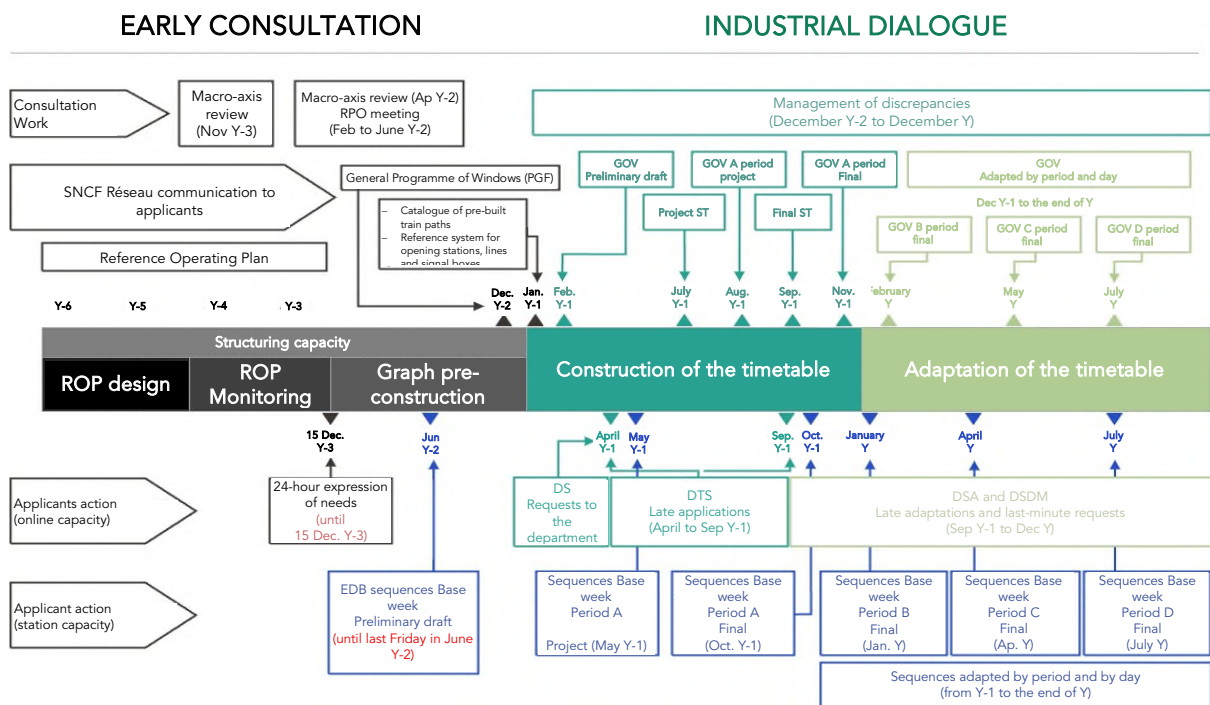 EARLY CONSULTATION
INDUSTRIAL DIALOGUE
Consultation
Work
Macro-axis
review
(Nov Y-3)
Macro-axis review (Ap Y-2)
RPO meeting
(Feb to June Y-2)
Management of discrepancies
(December Y-2 to December Y)
SNCF Réseau communication to
applicants
General Programme of Windows (PGF)
– Catalogue of pre-built
train paths
– Reference system for
opening stations, lines
and signal boxes
GOV
Preliminary draft
GOV A period
project
GOV A period
Final
GOV
Adapted by period and day
Project ST
Final ST
Dec Y-1 to the end of Y
GOV B period
final
GOV C period
final
GOV D period
final
Reference Operating Plan
Y-6
Y-5
Y-4
Y-3
Dec.
Y-2
Jan.
Y-1
Feb.
Y-1
July
Y-1
Aug.
Y-1
Sep.
Y-1
Nov.
Y-1
February
Y
May
Y
July
Y
Structuring capacity
ROP design
ROP
Monitoring
Graph pre-
construction
Construction of the timetable
Adaptation of the timetable
15 Dec.
Y-3
Jun
Y-2
April
Y-1
May
Y-1
Sep.
Y-1
Oct.
Y-1
January
Y
April
Y
July
Y
Applicants action
(online capacity)
24-hour expression
of needs
(until
15 Dec. Y-3)
DS
Requests to
the
department
DTS
Late applications
(April to Sep Y-1)
DSA and DSDM
Late adaptations and last-minute requests
(Sep Y-1 to Dec Y)
Applicant action
(station capacity)
EDB sequences Base
week
Preliminary draft
(until last Friday in June
Y-2)
Sequences Base
week
Period A
Project (May Y-1)
Sequences Base
week
Period A
Final
(Oct. Y-1)
Sequences Base
week
Period B
Final
(Jan. Y)
Sequences Base
week
Period C
Final
(Ap. Y)
Sequences Base
week
Period D
Final
(July Y)
Sequences adapted by period and by day
(from Y-1 to the end of Y)